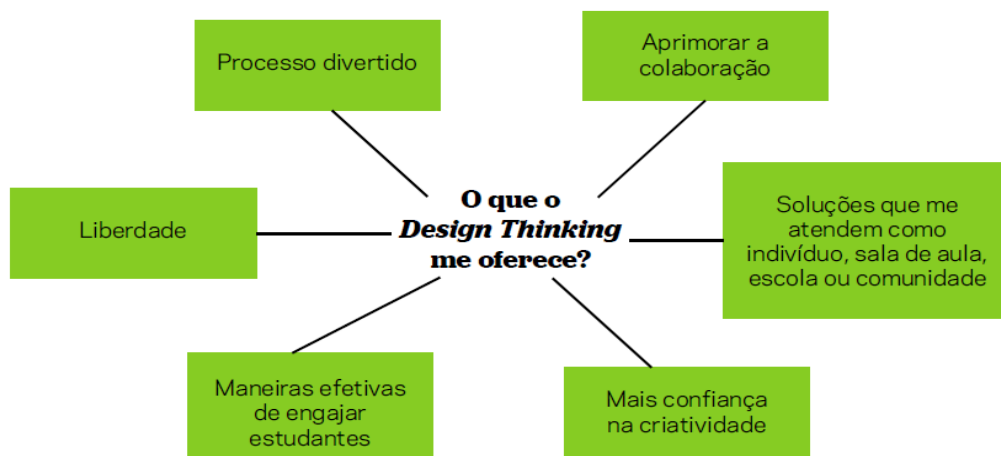 Processo divertido
Aprimorar a
colaboração
Liberdade
O que o
Design Thinking
me oferece?
Soluções que me
atendem como
indivíduo, sala de aula,
escola ou comunidade
Maneiras efetivas
de engajar
estudantes
Mais confiança
na criatividade